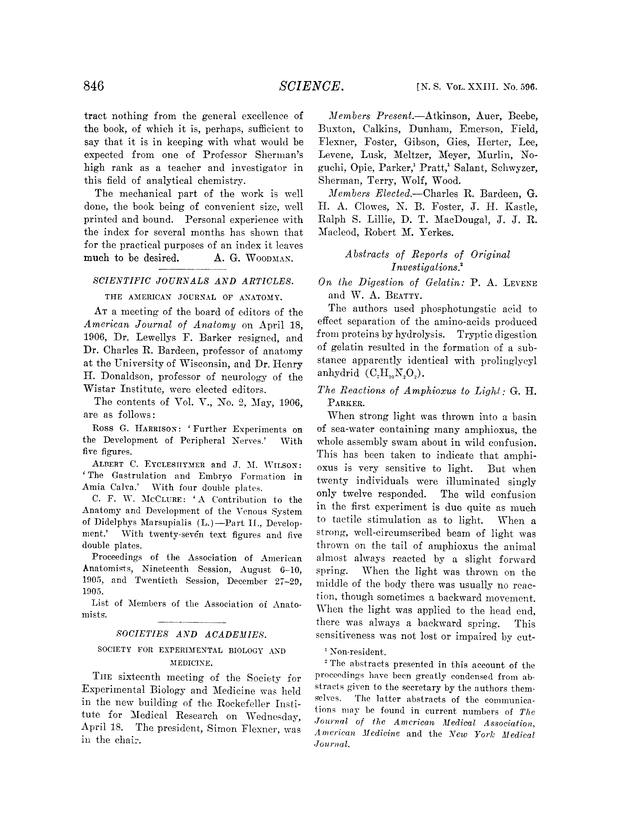 846 SCIENCE. [N. S. VOL. XXIII. No. 596.
tract nothing from the general excellence of
the book, of which it is, perhaps, sufficient to
say that it is in keeping with what would be
expected from one of Professor Sherman's
high rank as a teacher and investigator in
this field of analytical chemistry.
The mechanical part of the work is well
done, the book being of convenient size, well
printed and bound. Personal experience with
the index for several months has shown that
for the practical purposes of an index it leaves
much to be desired. A. G. WOODMAN.
SCIENTIFIC JOURNALS AND ARTICLES.
THE AMERICAN JOURNAL OF ANATOMY.
AT a meeting of the board of editors of the
American Journal of Anatomy on April 18,
1906, Dr. Lewellys F. Barker resigned, and
Dr. Charles R. Bardeen, professor of anatomy
at the University of Wisconsin, and Dr. Henry
H. Donaldson, professor of neurology of the
Wistar Institute, were elected editors.
The contents of Vol. V., No. 2, May, 1906,
are as follows:
ROSS G. HARRISON: 'Further Experiments on
the Development of Peripheral Nerves.' With
five figures.
ALBERT C. EYCLESHYMER and J. M. WILSON:
'The Gastrulation and Embryo Formation in
Amia Calva.' With four double plates.
C. F. W. MCCLURE: 'A Contribution to the
Anatomy and Development of the Venous System
of Didelphys Marsupialis (L.)—Part II., Develop-
ment.' With twenty-seven text figures and five
double plates.
Proceedings of the Association of American
Anatomists, Nineteenth Session, August 6–10,
1905, and Twentieth Session, December 27–29,
1905.
List of Members of the Association of Anato-
mists.
SOCIETIES AND ACADEMIES.
SOCIETY FOR EXPERIMENTAL BIOLOGY AND
MEDICINE.
THE sixteenth meeting of the Society for
Experimental Biology and Medicine was held
in the new building of the Rockefeller Insti-
tute for Medical Research on Wednesday,
April 18. The president, Simon Flexner, was
in the chair.
Members Present.—Atkinson, Auer, Beebe,
Buxton, Calkins, Dunham, Emerson, Field,
Flexner, Foster, Gibson, Gies, Herter, Lee,
Levene, Lusk, Meltzer, Meyer, Murlin, No-
guchi, Opie, Parker,¹ Pratt,¹ Salant, Schwyzer,
Sherman, Terry, Wolf, Wood.
Members Elected.—Charles R. Bardeen, G.
H. A. Clowes, N. B. Foster, J. H. Kastle,
Ralph S. Lillie, D. T. MacDougal, J. J. R.
Macleod, Robert M. Yerkes.
Abstracts of Reports of Original
Investigations.²
On the Digestion of Gelatin: P. A. LEVENE
and W. A. BEATTY.
The authors used phosphotungstic acid to
effect separation of the amino-acids produced
from proteins by hydrolysis. Tryptic digestion
of gelatin resulted in the formation of a sub-
stance apparently identical with prolinglycyl
anhydrid (C₇H₁₀N₂O₂).
The Reactions of Amphioxus to Light: G. H.
PARKER.
When strong light was thrown into a basin
of sea-water containing many amphioxus, the
whole assembly swam about in wild confusion.
This has been taken to indicate that amphi-
oxus is very sensitive to light. But when
twenty individuals were illuminated singly
only twelve responded. The wild confusion
in the first experiment is due quite as much
to tactile stimulation as to light. When a
strong, well-circumscribed beam of light was
thrown on the tail of amphioxus the animal
almost always reacted by a slight forward
spring. When the light was thrown on the
middle of the body there was usually no reac-
tion, though sometimes a backward movement.
When the light was applied to the head end,
there was always a backward spring. This
sensitiveness was not lost or impaired by cut-
¹ Non-resident.
² The abstracts presented in this account of the
proceedings have been greatly condensed from ab-
stracts given to the secretary by the authors them-
selves. The latter abstracts of the communica-
tions may be found in current numbers of The
Journal of the American Medical Association,
American Medicine and the New York Medical
Journal.